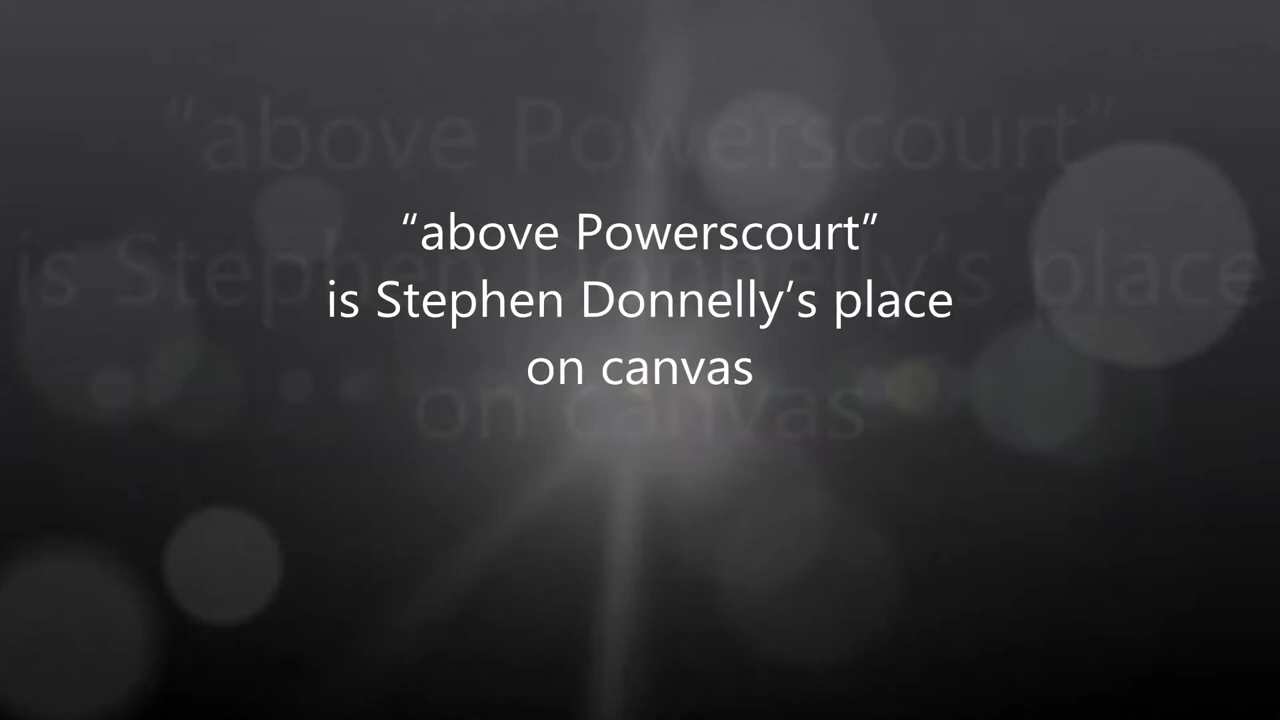 “above Powerscourt”
is Stephen Donnelly’s place
on canvas